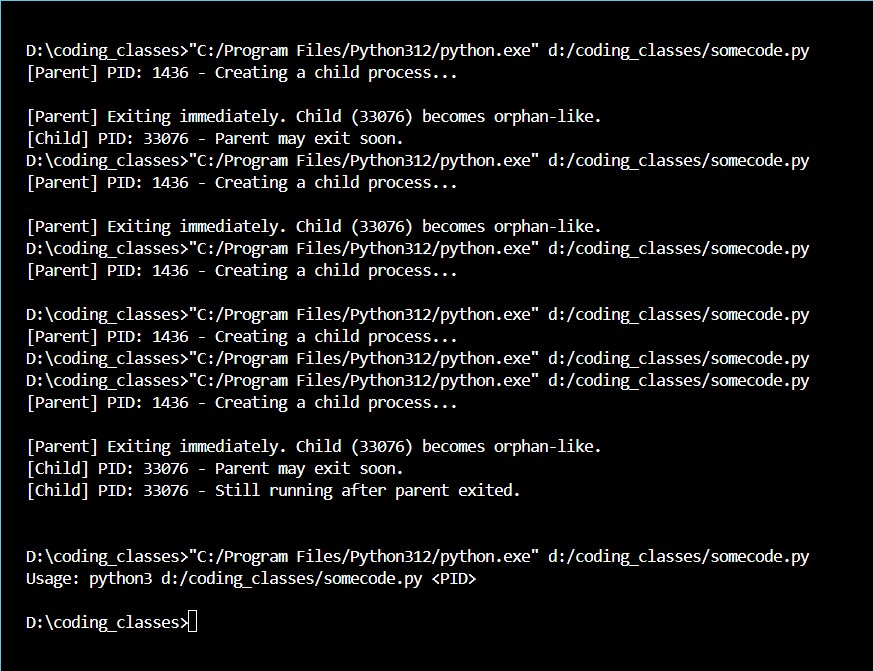 D:\coding_classes>"C:/Program Files/Python312/python.exe" d:/coding_classes/somecode.py
[Parent] PID: 1436 - Creating a child process...
[Parent] Exiting immediately. Child (33076) becomes orphan-like.
[Child] PID: 33076 - Parent may exit soon.
D:\coding_classes>"C:/Program Files/Python312/python.exe" d:/coding_classes/somecode.py
[Parent] PID: 1436 - Creating a child process...
[Parent] Exiting immediately. Child (33076) becomes orphan-like.
D:\coding_classes>"C:/Program Files/Python312/python.exe" d:/coding_classes/somecode.py
[Parent] PID: 1436 - Creating a child process...
D:\coding_classes>"C:/Program Files/Python312/python.exe" d:/coding_classes/somecode.py
[Parent] PID: 1436 - Creating a child process...
D:\coding_classes>"C:/Program Files/Python312/python.exe" d:/coding_classes/somecode.py
D:\coding_classes>"C:/Program Files/Python312/python.exe" d:/coding_classes/somecode.py
[Parent] PID: 1436 - Creating a child process...
[Parent] Exiting immediately. Child (33076) becomes orphan-like.
[Child] PID: 33076 - Parent may exit soon.
[Child] PID: 33076 - Still running after parent exited.
D:\coding_classes>"C:/Program Files/Python312/python.exe" d:/coding_classes/somecode.py
Usage: python3 d:/coding_classes/somecode.py <PID>
D:\coding_classes>